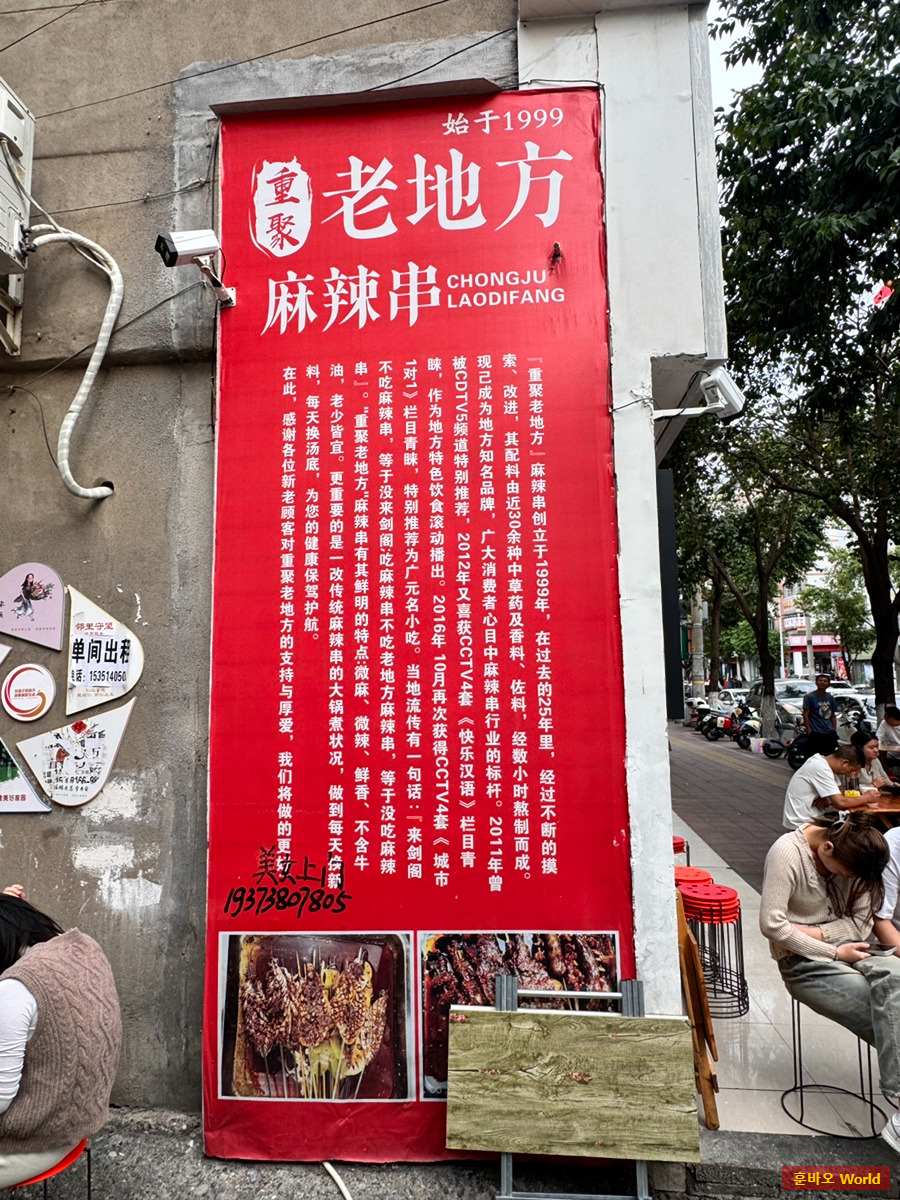 始于1999
重聚
老地方
麻辣串
CHONGJU
LAODIFANG
『重聚老地方』麻辣串创立于1999年，在过去的25年里，经过不断的摸
索、改进，其配料由近30余种中草药及香料、佐料，经数小时熬制而成。
现已成为地方知名品牌，广大消费者心目中麻辣串行业的标杆。2011年曾
被CDTV5频道特别推荐，2012年又喜获CCTV4套《快乐汉语》栏目青
睐，作为地方特色饮食滚动播出。2016年10月再次获得CCTV4套《城市
1对1》栏目青睐，特别推荐为广元名小吃。当地流传有一句话：『来剑阁
不吃麻辣串，等于没来剑阁;吃麻辣串不吃老地方麻辣串，等于没吃麻辣
串』。"重聚老地方"麻辣串有其鲜明的特点:微麻、微辣、鲜香、不含牛
油，老少皆宜。更重要的是一改传统麻辣串的大锅煮状况，做到每天换新
料，每天换汤底，为您的健康保驾护航。
在此，感谢各位新老顾客对重聚老地方的支持与厚爱，我们将做的更
美女上门
19373807805
邻里守望
单间出租
电话：15351405
훈바오 World